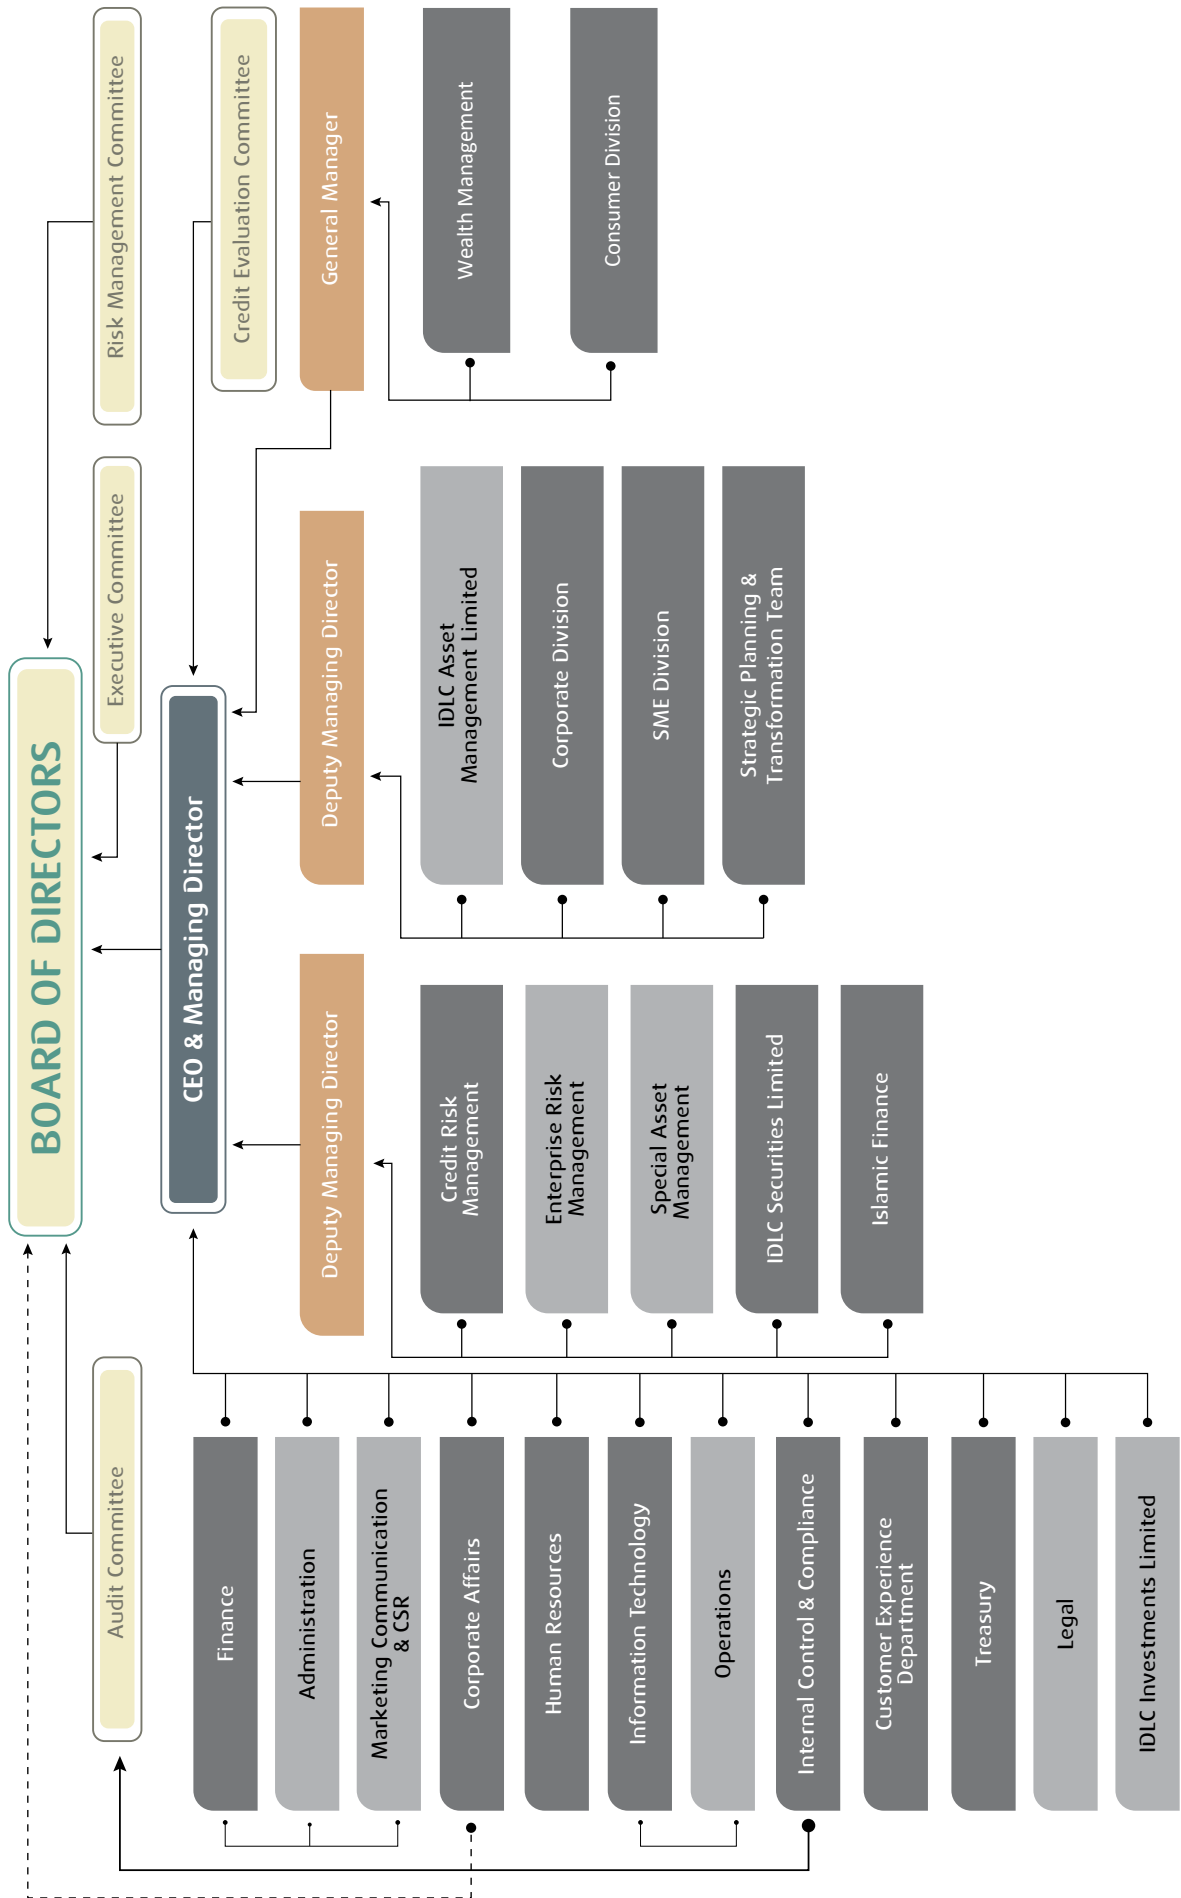 BOARD OF DIRECTORS
Audit Committee
Executive Committee
Risk Management Committee
CEO & Managing Director
Credit Evaluation Committee
Deputy Managing Director
Deputy Managing Director
General Manager
Finance
Administration
Marketing Communication
& CSR
Corporate Affairs
Human Resources
Information Technology
Operations
Internal Control & Compliance
Customer Experience
Department
Treasury
Legal
IDLC Investments Limited
Credit Risk
Management
Enterprise Risk
Management
Special Asset
Management
IDLC Securities Limited
Islamic Finance
IDLC Asset
Management Limited
Corporate Division
SME Division
Strategic Planning &
Transformation Team
Wealth Management
Consumer Division